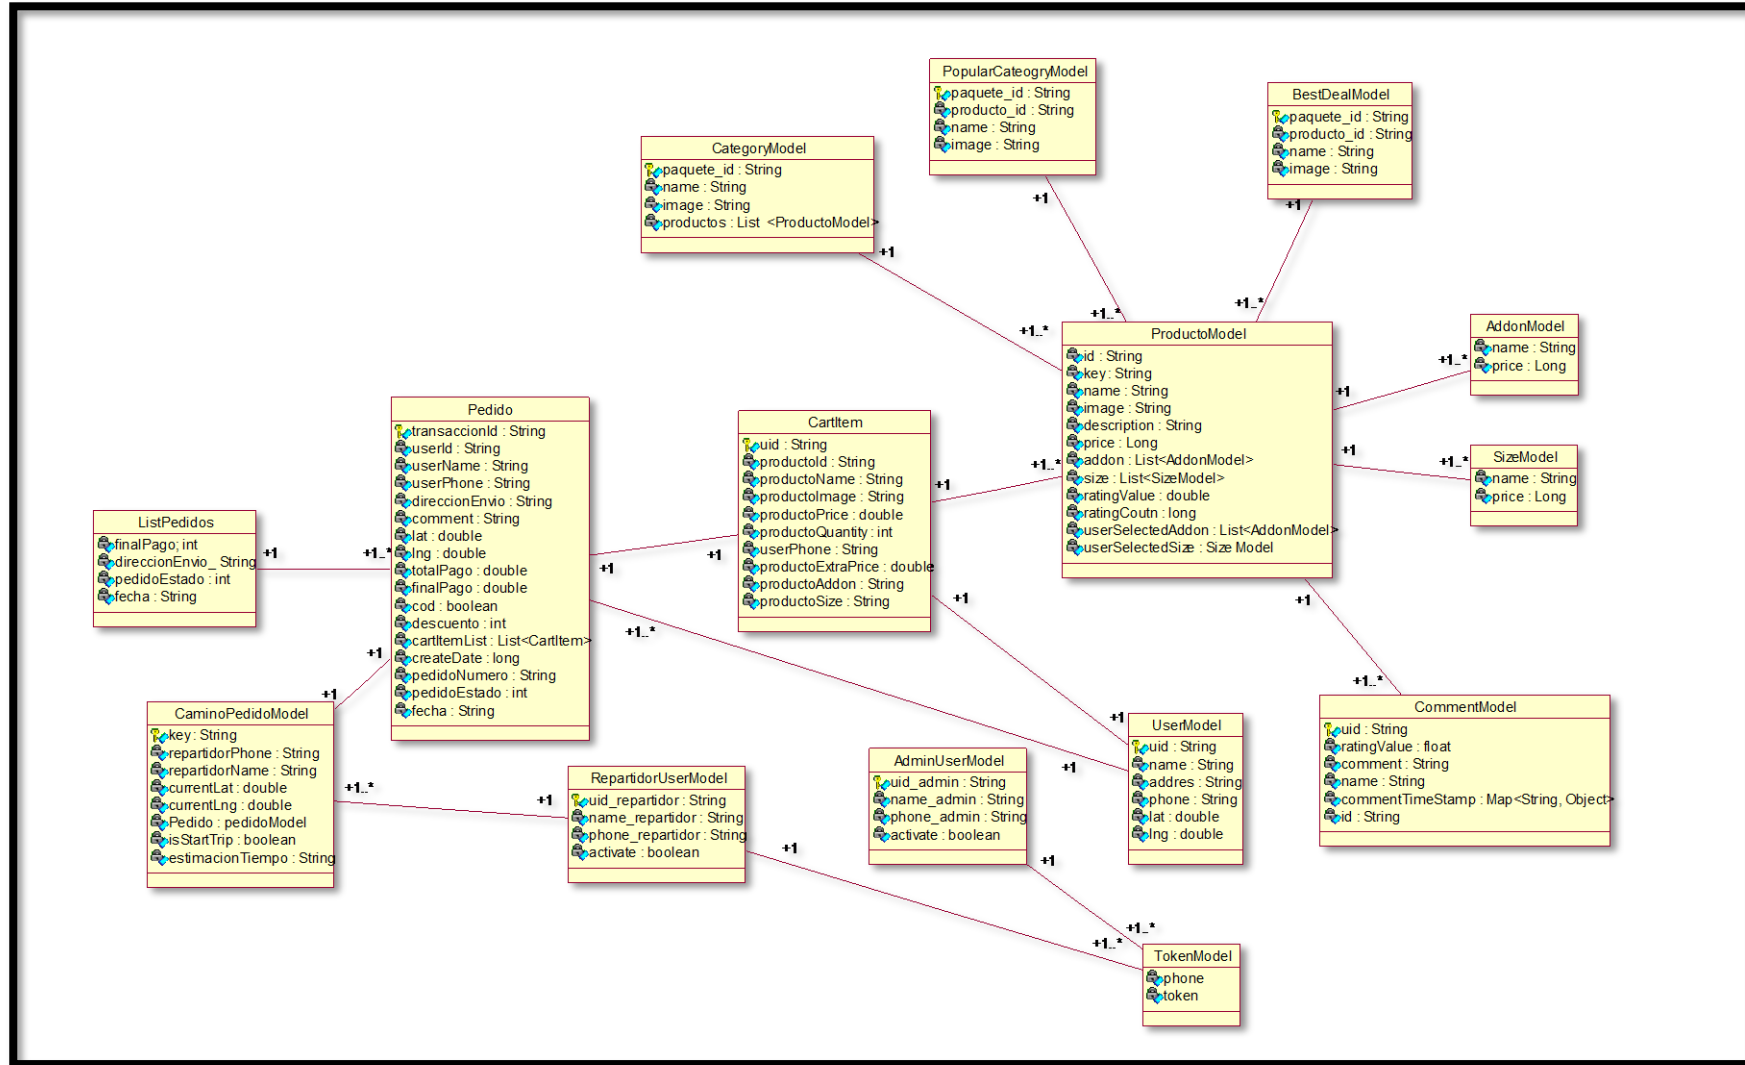 PopularCateogryModel
paquete_id : String
producto_id : String
name : String
image : String
BestDealModel
paquete_id : String
producto_id : String
name : String
image : String
CategoryModel
paquete_id : String
name : String
image : String
productos : List <ProductoModel>
+1
+1
+1
+1..*
+1..*
+1..*
ProductoModel
id : String
key : String
name : String
image : String
description : String
price : Long
addon : List<AddonModel>
size : List<SizeModel>
ratingValue : double
ratingCoutn : long
userSelectedAddon : List<AddonModel>
userSelectedSize : Size Model
AddonModel
name : String
price : Long
+1..*
+1
SizeModel
name : String
price : Long
+1..*
+1
Pedido
transaccionId : String
userId : String
userName : String
userPhone : String
direccionEnvio : String
comment : String
lat : double
lng : double
totalPago : double
finalPago : double
cod : boolean
descuento : int
cartItemList : List<CartItem>
createDate : long
pedidoNumero : String
pedidoEstado : int
fecha : String
CartItem
uid : String
productoId : String
productoName : String
productoImage : String
productoPrice : double
productoQuantity : int
userPhone : String
productoExtraPrice : double
productoAddon : String
productoSize : String
+1
+1..*
+1
+1
+1
+1..*
ListPedidos
finalPago; int
direccionEnvio_ String
pedidoEstado : int
fecha : String
+1
+1..*
+1
+1
CaminoPedidoModel
key : String
repartidorPhone : String
repartidorName : String
currentLat : double
currentLng : double
Pedido : pedidoModel
isStartTrip : boolean
estimacionTiempo : String
+1..*
+1
RepartidorUserModel
uid_repartidor : String
name_repartidor : String
phone_repartidor : String
activate : boolean
+1
AdminUserModel
uid_admin : String
name_admin : String
phone_admin : String
activate : boolean
+1
+1
+1
UserModel
uid : String
name : String
addres : String
phone : String
lat : double
lng : double
+1
+1..*
CommentModel
uid : String
ratingValue : float
comment : String
name : String
commentTimeStamp : Map<String, Object>
id : String
+1..*
+1..*
TokenModel
phone
token